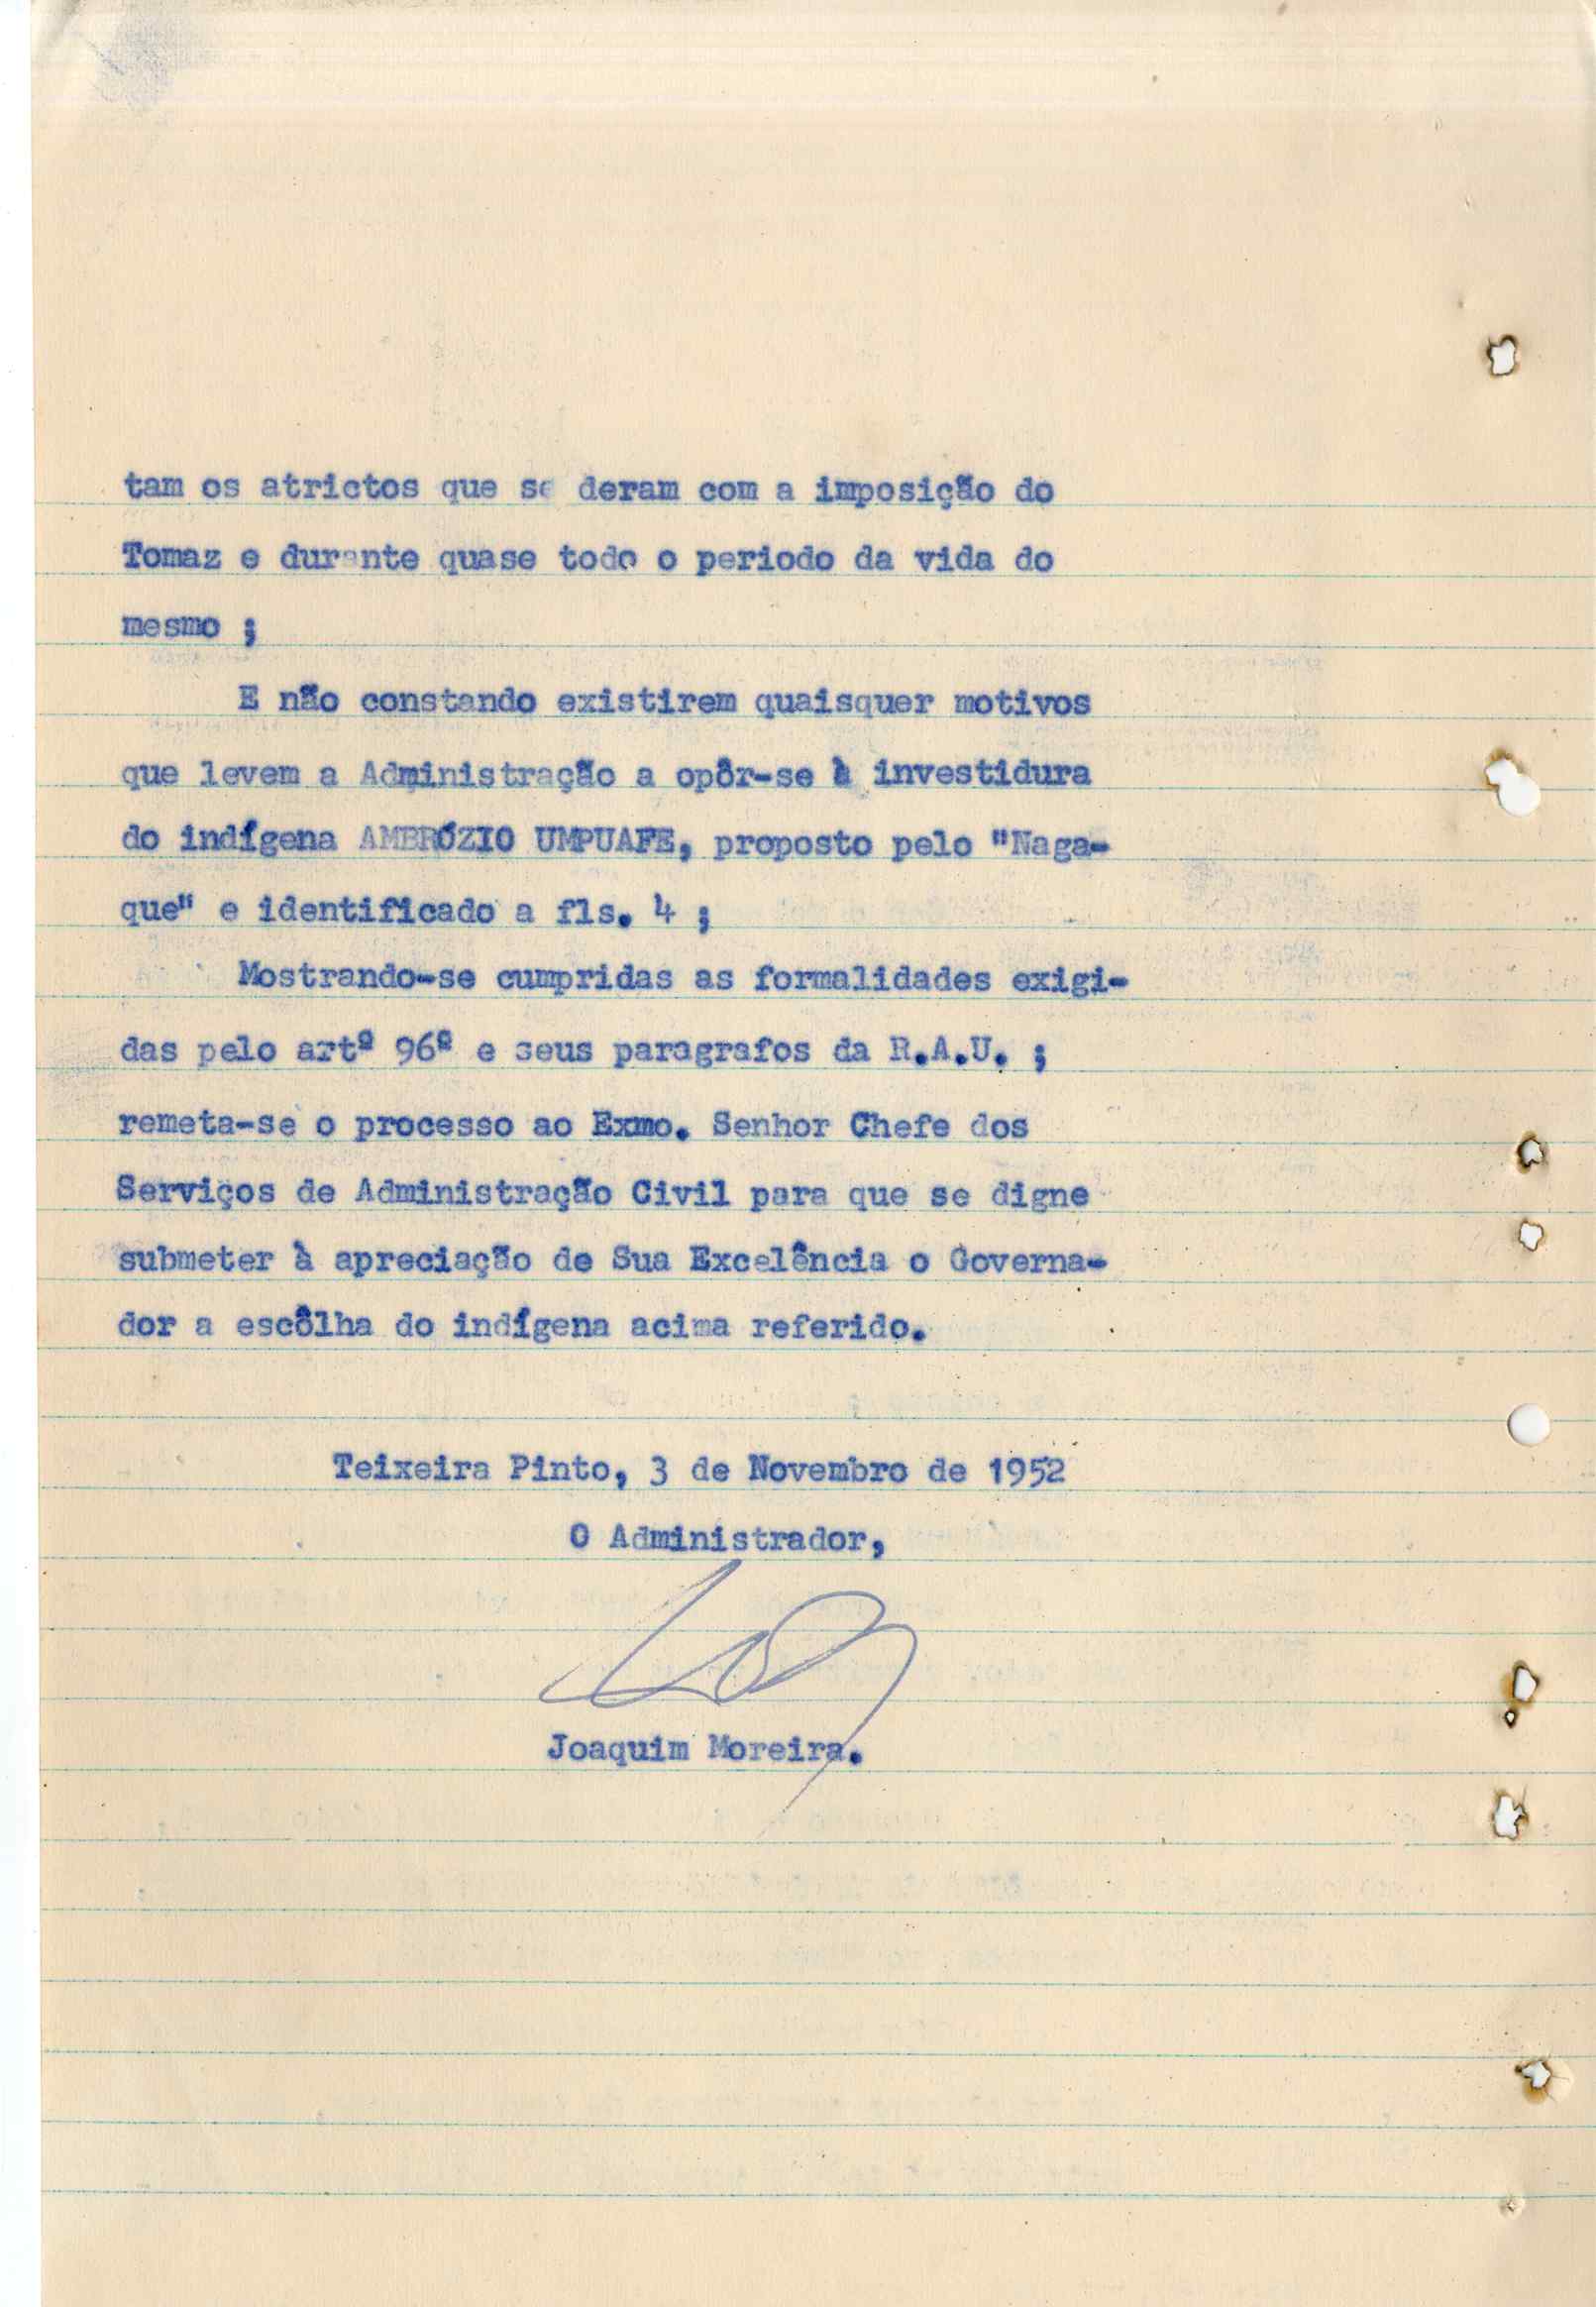 tam os atrictos que se deram com a imposição do
Tomaz e durante quase todo o periodo da vida do
mesmo ;
E não constando existirem quaisquer motivos
que levem a Administração a opôr-se à investidura
do indígena AMBRÓZIO UMPUAFE, proposto pelo "Naga-
que" e identificado a fls. 4 ;
Mostrando-se cumpridas as formalidades exigi-
das pelo artº 96º e seus paragrafos da R.A.U. ;
remeta-se o processo ao Exmo. Senhor Chefe dos
Serviços de Administração Civil para que se digne
submeter à apreciação de Sua Excelência o Governa-
dor a escôlha do indígena acima referido.
Teixeira Pinto, 3 de Novembro de 1952
O Administrador,
Joaquim Moreira.